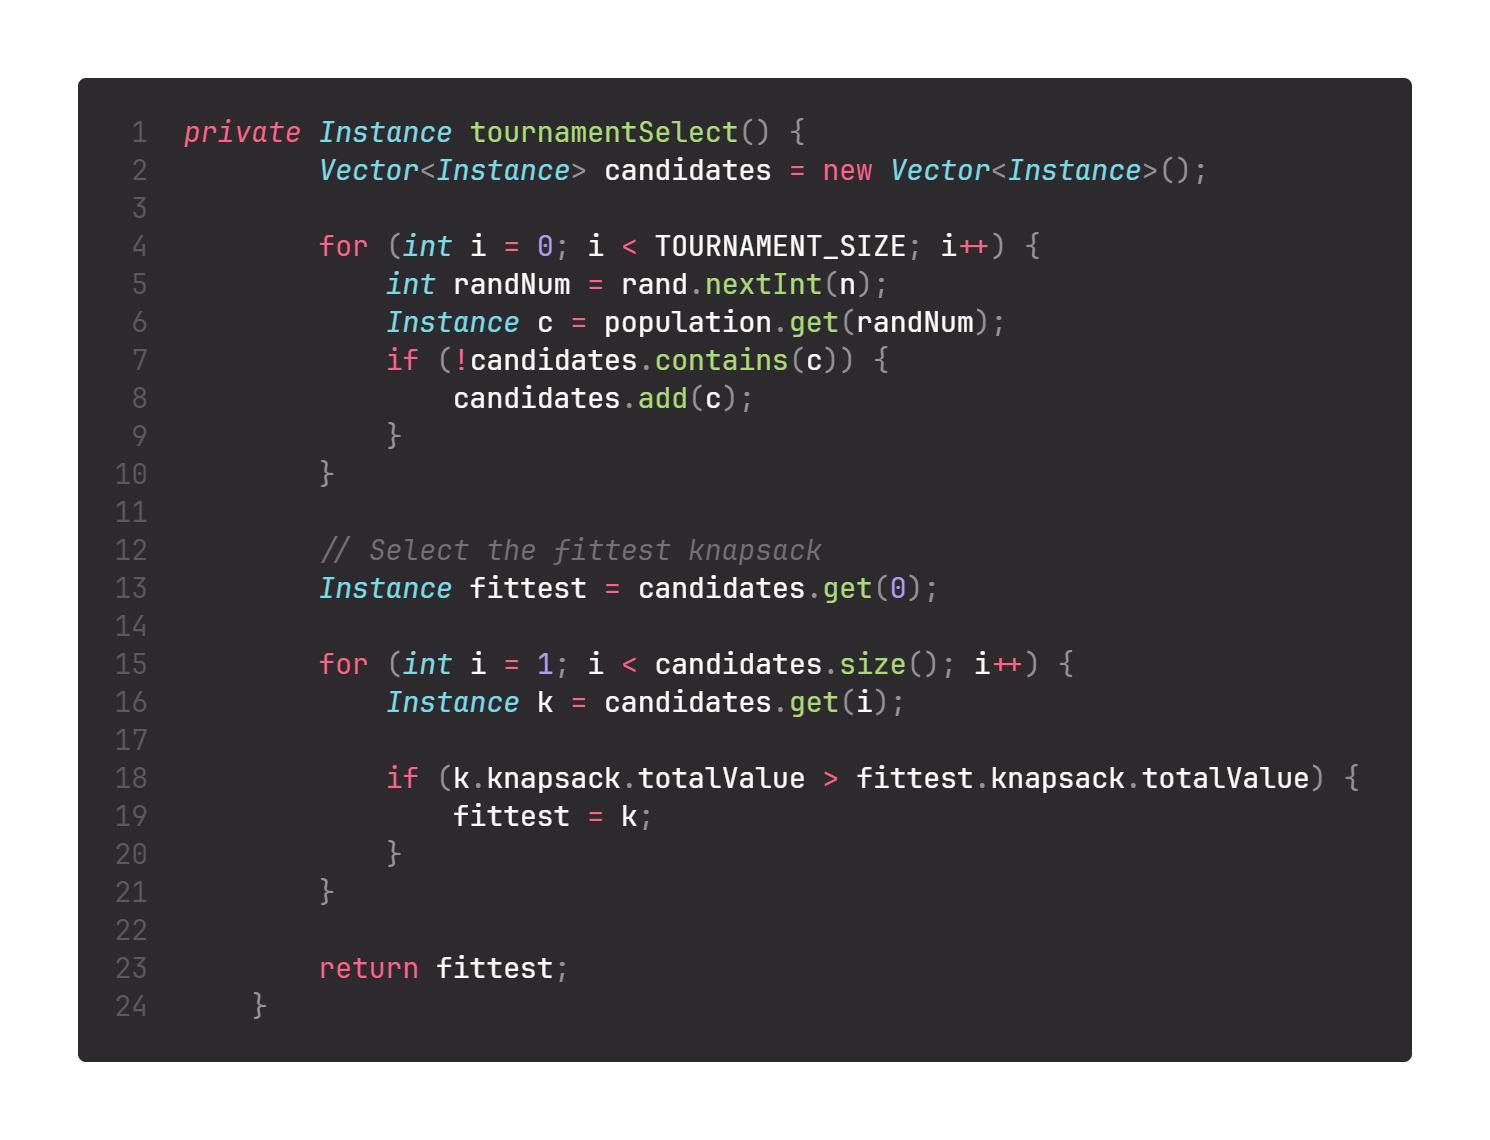 1 private Instance tournamentSelect() {
2 Vector<Instance> candidates = new Vector<Instance>();
3
4 for (int i = 0; i < TOURNAMENT_SIZE; i++) {
5 int randNum = rand.nextInt(n);
6 Instance c = population.get(randNum);
7 if (!candidates.contains(c)) {
8 candidates.add(c);
9 }
10 }
11
12 // Select the fittest knapsack
13 Instance fittest = candidates.get(0);
14
15 for (int i = 1; i < candidates.size(); i++) {
16 Instance k = candidates.get(i);
17
18 if (k.knapsack.totalValue > fittest.knapsack.totalValue) {
19 fittest = k;
20 }
21 }
22
23 return fittest;
24 }